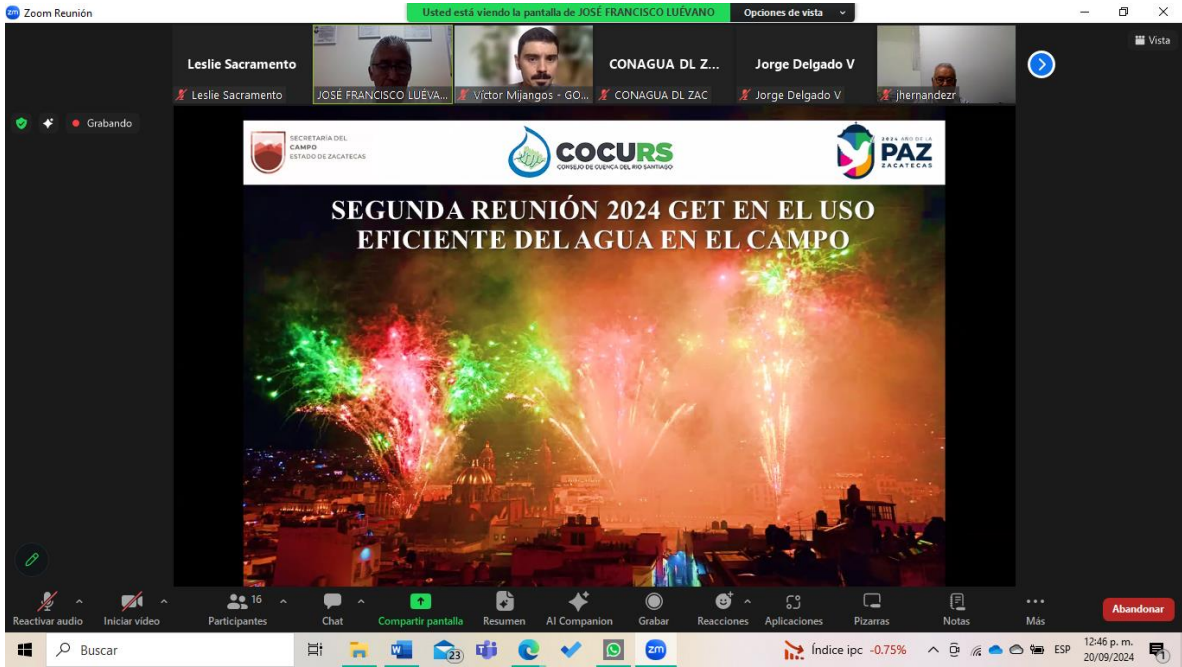 Zoom Reunión
Usted está viendo la pantalla de JOSÉ FRANCISCO LUÉVANO
Opciones de vista
Vista
Leslie Sacramento
CONAGUA DL Z...
Jorge Delgado V
Leslie Sacramento
JOSÉ FRANCISCO LUÉVA...
Víctor Mijangos - GO...
CONAGUA DL ZAC
Jorge Delgado V
jhernandezr
Grabando
SECRETARÍA DEL
CAMPO
ESTADO DE ZACATECAS
COCURS
CONSEJO DE CUENCA DEL RIO SANTIAGO
2024 AÑO DE LA
PAZ
ZACATECAS
SEGUNDA REUNIÓN 2024 GET EN EL USO
EFICIENTE DEL AGUA EN EL CAMPO
Reactivar audio
Iniciar vídeo
16
Participantes
Chat
Compartir pantalla
Resumen
AI Companion
Grabar
Reacciones
Aplicaciones
Pizarras
Notas
Más
Abandonar
Buscar
23
zm
Índice ipc -0.75%
ESP
12:46 p. m.
20/09/2024
1